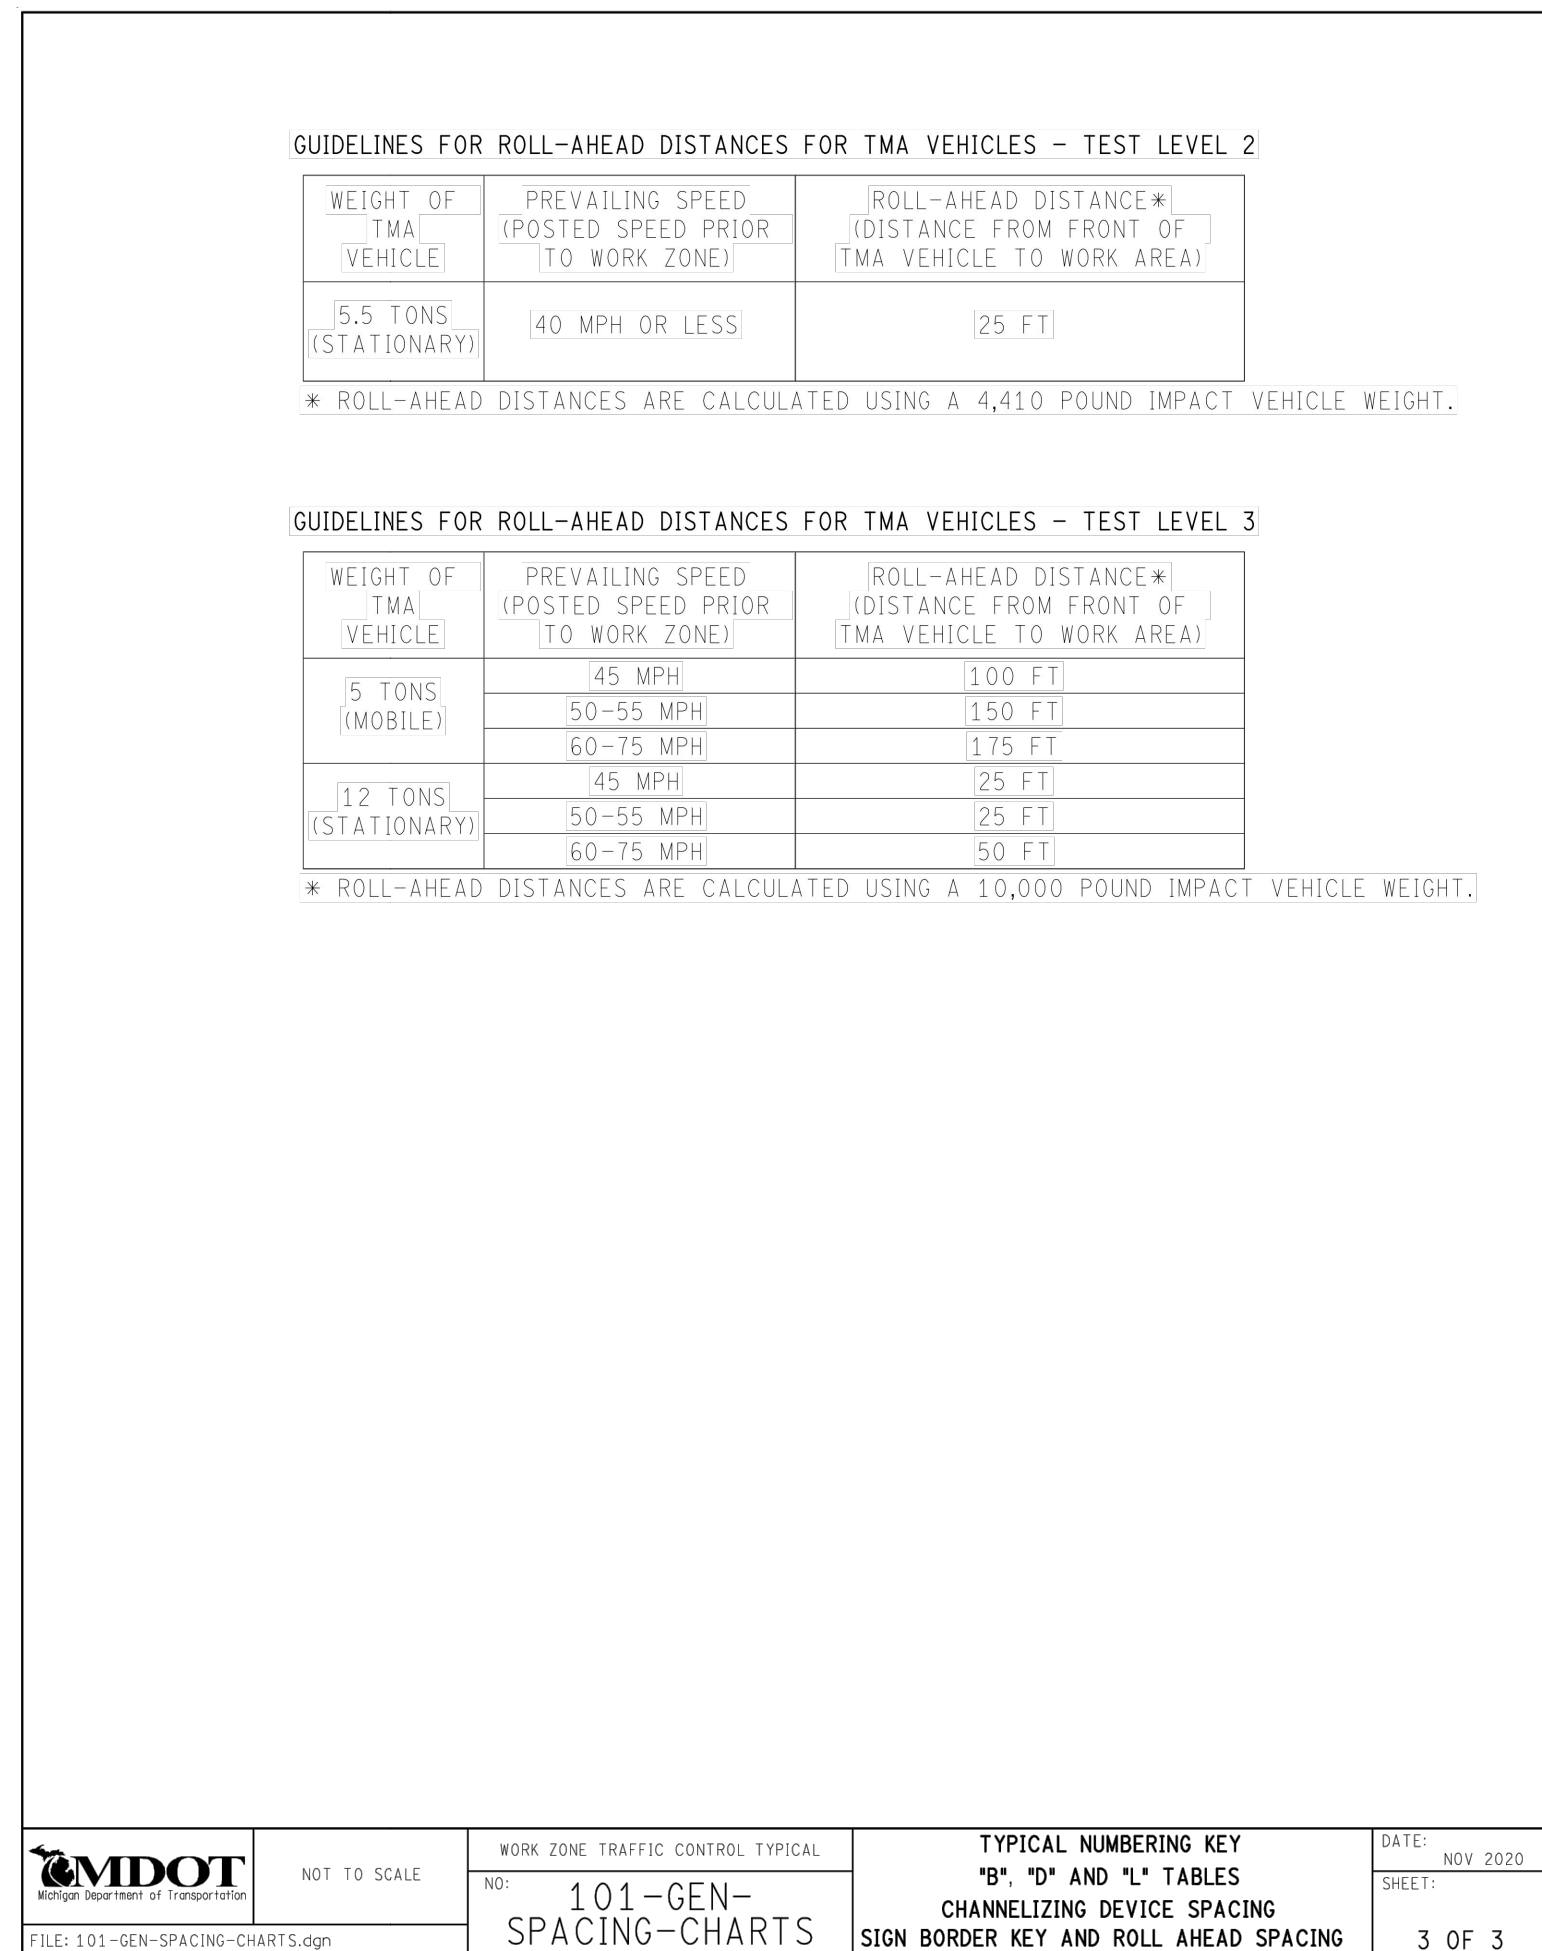 GUIDELINES FOR ROLL-AHEAD DISTANCES FOR TMA VEHICLES - TEST LEVEL 2
WEIGHT OF
TMA
VEHICLE
PREVAILING SPEED
(POSTED SPEED PRIOR
TO WORK ZONE)
ROLL-AHEAD DISTANCE*
(DISTANCE FROM FRONT OF
TMA VEHICLE TO WORK AREA)
5.5 TONS
(STATIONARY)
40 MPH OR LESS
25 FT
* ROLL-AHEAD DISTANCES ARE CALCULATED USING A 4,410 POUND IMPACT VEHICLE WEIGHT.
GUIDELINES FOR ROLL-AHEAD DISTANCES FOR TMA VEHICLES - TEST LEVEL 3
WEIGHT OF
TMA
VEHICLE
PREVAILING SPEED
(POSTED SPEED PRIOR
TO WORK ZONE)
ROLL-AHEAD DISTANCE*
(DISTANCE FROM FRONT OF
TMA VEHICLE TO WORK AREA)
5 TONS
(MOBILE)
45 MPH
100 FT
50-55 MPH
150 FT
60-75 MPH
175 FT
12 TONS
(STATIONARY)
45 MPH
25 FT
50-55 MPH
25 FT
60-75 MPH
50 FT
* ROLL-AHEAD DISTANCES ARE CALCULATED USING A 10,000 POUND IMPACT VEHICLE WEIGHT.
MDOT
Michigan Department of Transportation
FILE: 101-GEN-SPACING-CHARTS.dgn
NOT TO SCALE
WORK ZONE TRAFFIC CONTROL TYPICAL
NO:
101-GEN-
SPACING-CHARTS
TYPICAL NUMBERING KEY
"B", "D" AND "L" TABLES
CHANNELIZING DEVICE SPACING
SIGN BORDER KEY AND ROLL AHEAD SPACING
DATE:
NOV 2020
SHEET:
3 OF 3